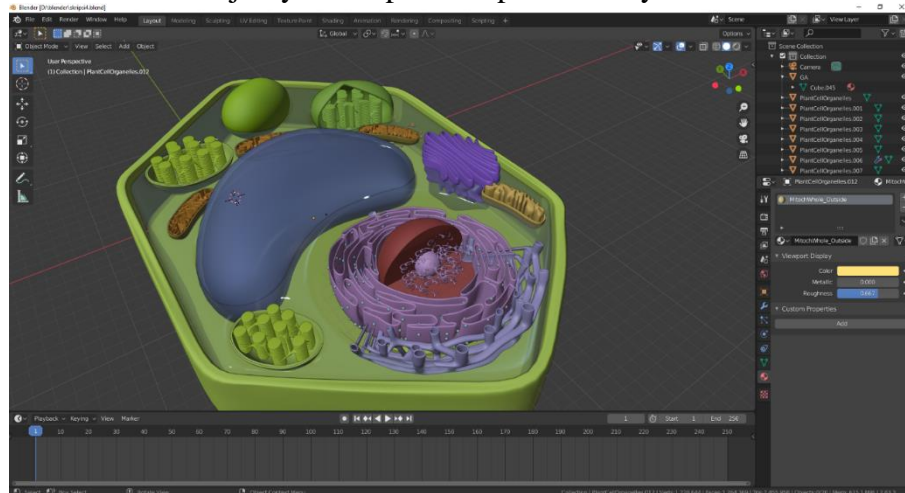 Blender [D:\blender\skripsi4.blend]
File Edit Render Window Help Layout Modeling Sculpting UV Editing Texture Paint Shading Animation Rendering Compositing Scripting + Scene View Layer
Global Options
Object Mode View Select Add Object
User Perspective
(1) Collection | PlantCellOrganelles.012
Scene Collection
Collection
Camera
GA
Cube.045
PlantCellOrganelles
PlantCellOrganelles.001
PlantCellOrganelles.002
PlantCellOrganelles.003
PlantCellOrganelles.004
PlantCellOrganelles.005
PlantCellOrganelles.006
PlantCellOrganelles.007
PlantCellOrganelles.012
MitochWhole_Outside
MitochWhole_Outside
Viewport Display
Color
Metallic 0.000
Roughness
Custom Properties
Add
Playback Keying View Marker 1 Start 1 End 250
1 10 20 30 40 50 60 70 80 90 100 110 120 130 140 150 160 170 180 190 200 210 220 230 240 250